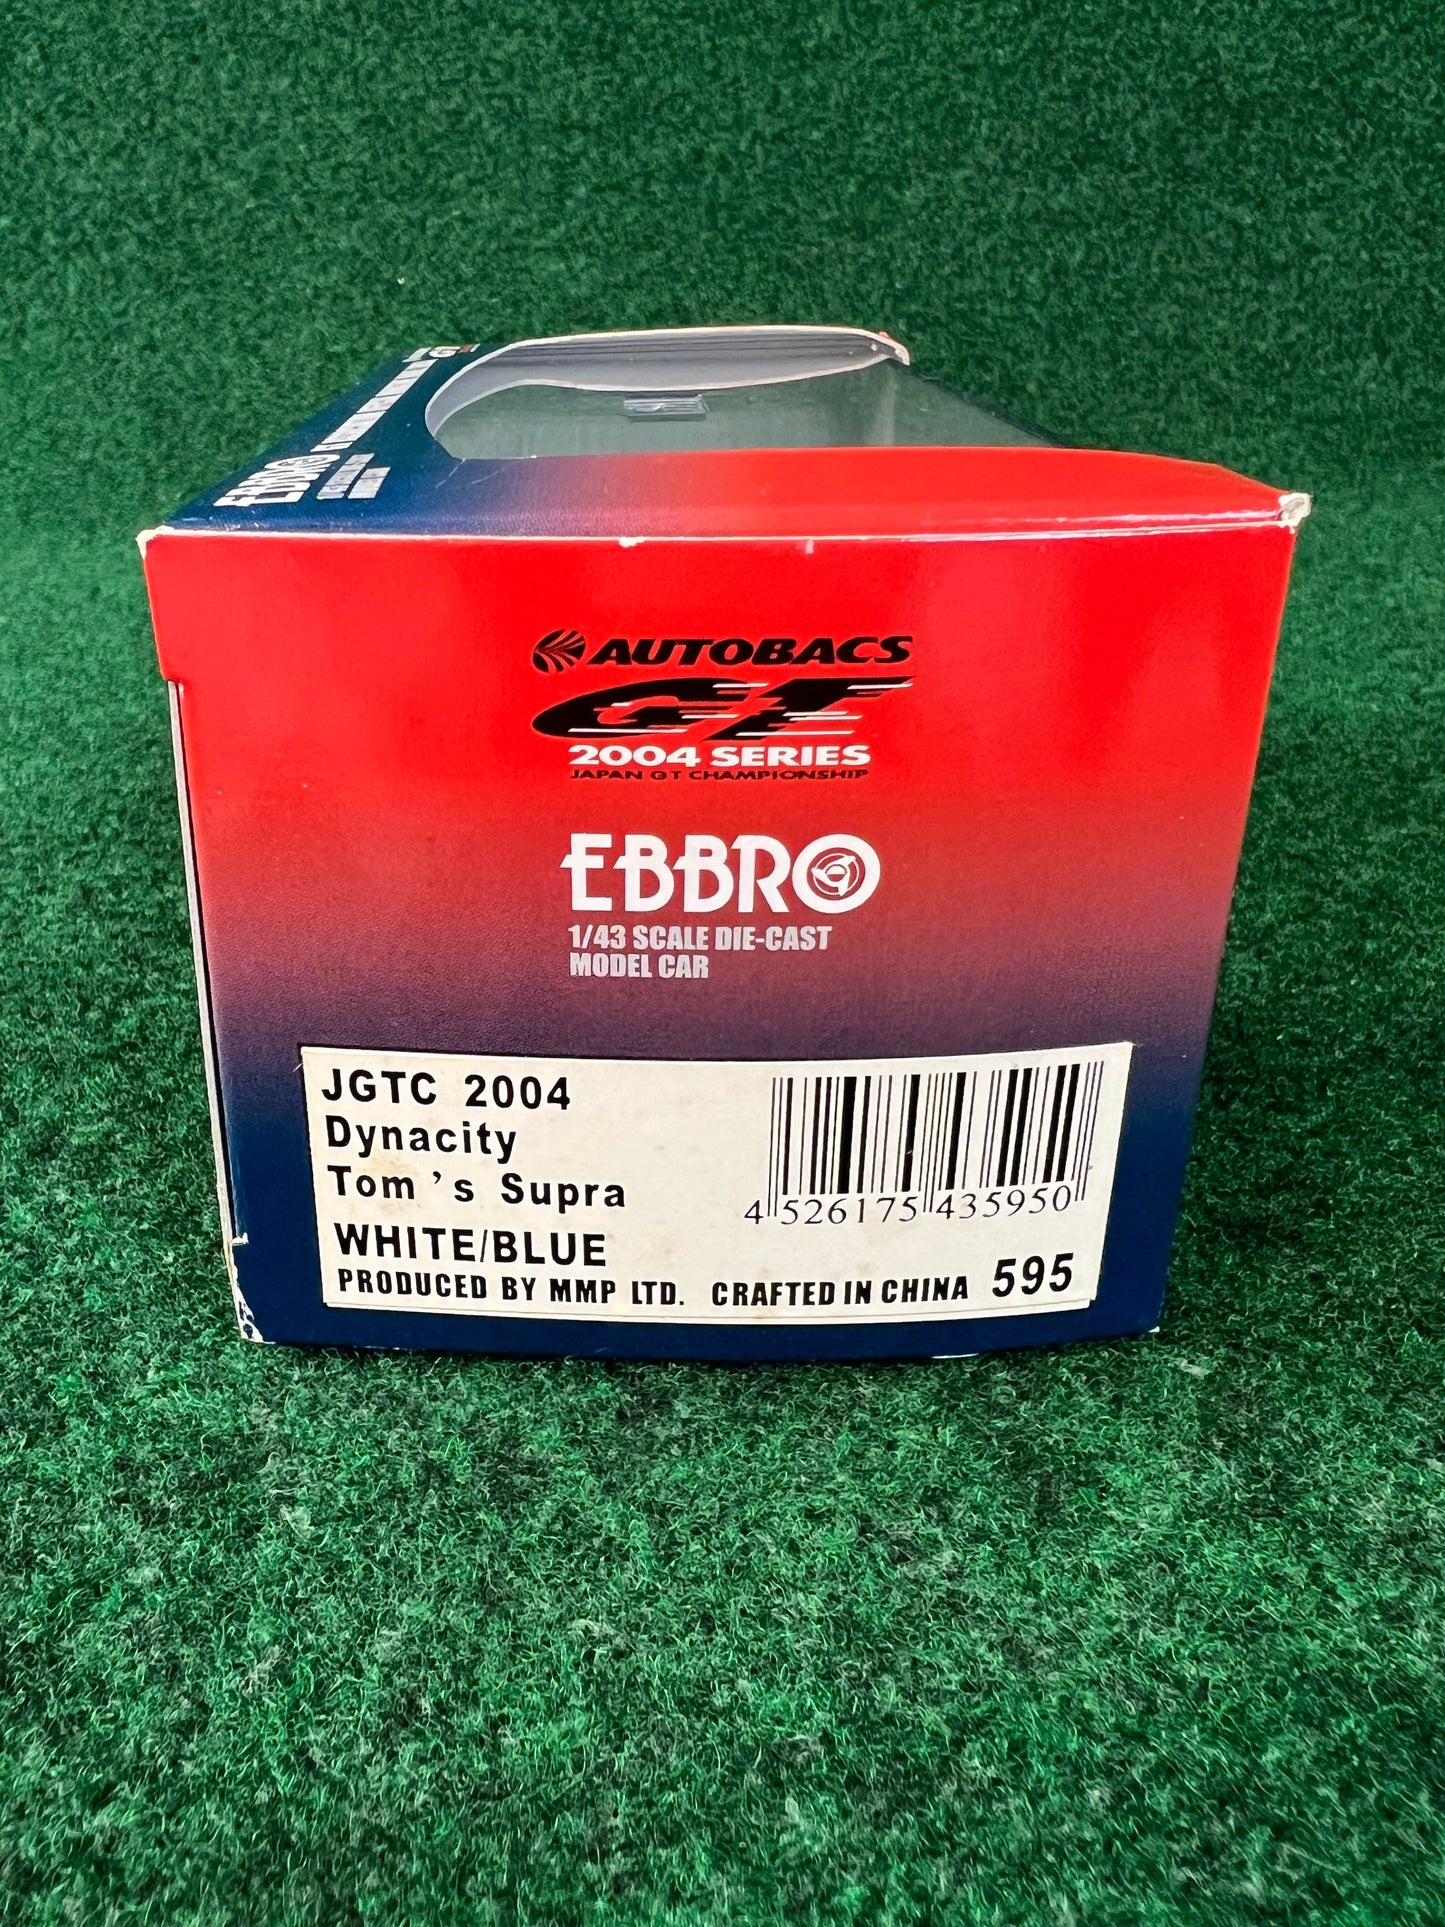 EBBRO
AUTOBACS
GT
2004 SERIES
JAPAN GT CHAMPIONSHIP
EBBRO
1/43 SCALE DIE-CAST
MODEL CAR
JGTC 2004
Dynacity
Tom's Supra
WHITE/BLUE
PRODUCED BY MMP LTD. CRAFTED IN CHINA 595
4 526175 435950